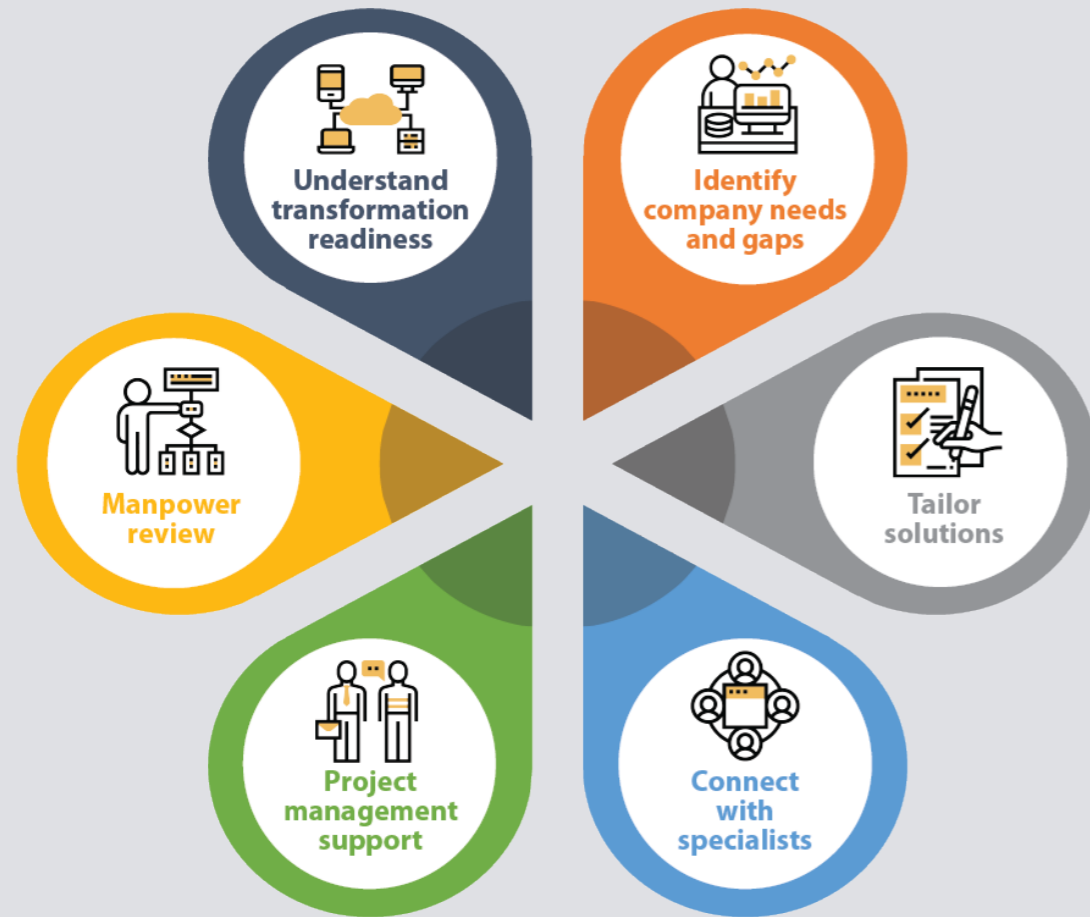 Understand
transformation
readiness
Identify
company needs
and gaps
Manpower
review
Tailor
solutions
Project
management
support
Connect
with
specialists